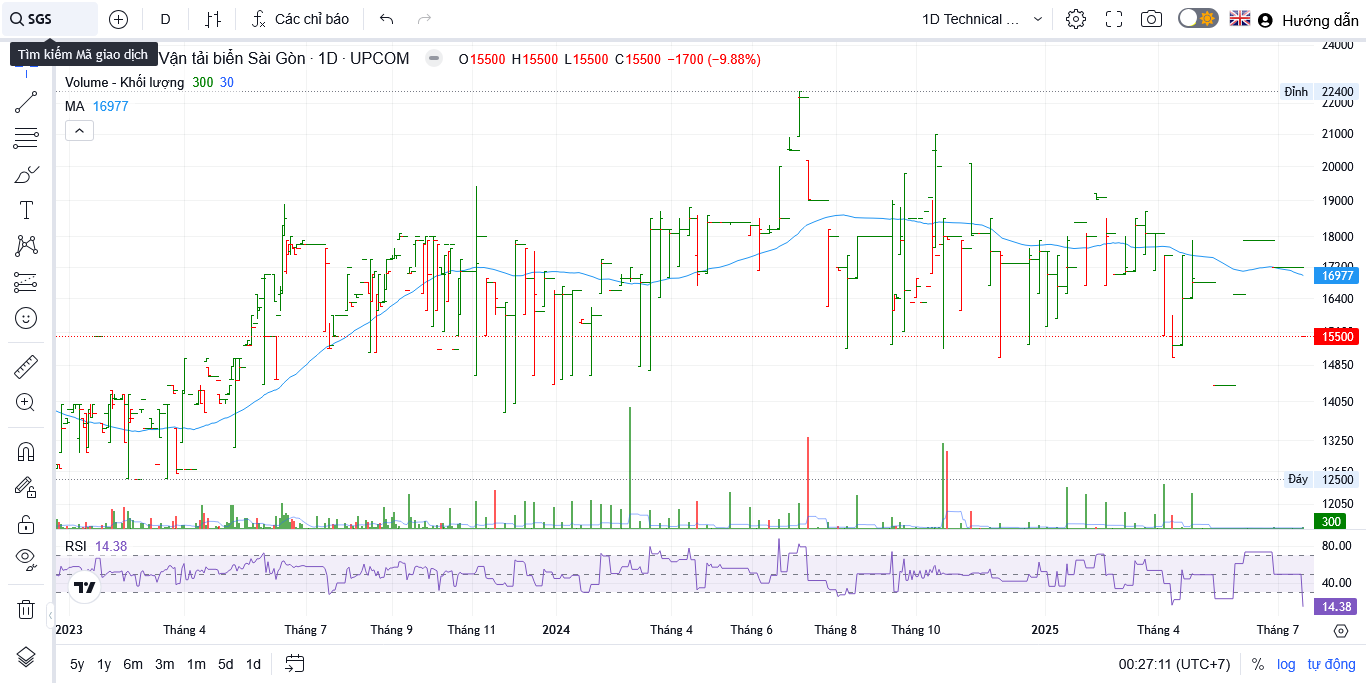 SGS
D
Các chỉ báo
1D Technical ...
Hướng dẫn
Tìm kiếm Mã giao dịch
Vận tải biển Sài Gòn · 1D · UPCOM
O15500 H15500 L15500 C15500 −1700 (−9.88%)
Volume - Khối lượng 300 30
MA 16977
24000
Đỉnh 22400
22000
21000
20000
19000
18000
17200
16977
16400
15500
14850
14050
13250
12650
Đáy 12500
12050
300
RSI 14.38
80.00
40.00
14.38
2023 Tháng 4 Tháng 7 Tháng 9 Tháng 11 2024 Tháng 4 Tháng 6 Tháng 8 Tháng 10 2025 Tháng 4 Tháng 7
5y 1y 6m 3m 1m 5d 1d
00:27:11 (UTC+7) % log tự động